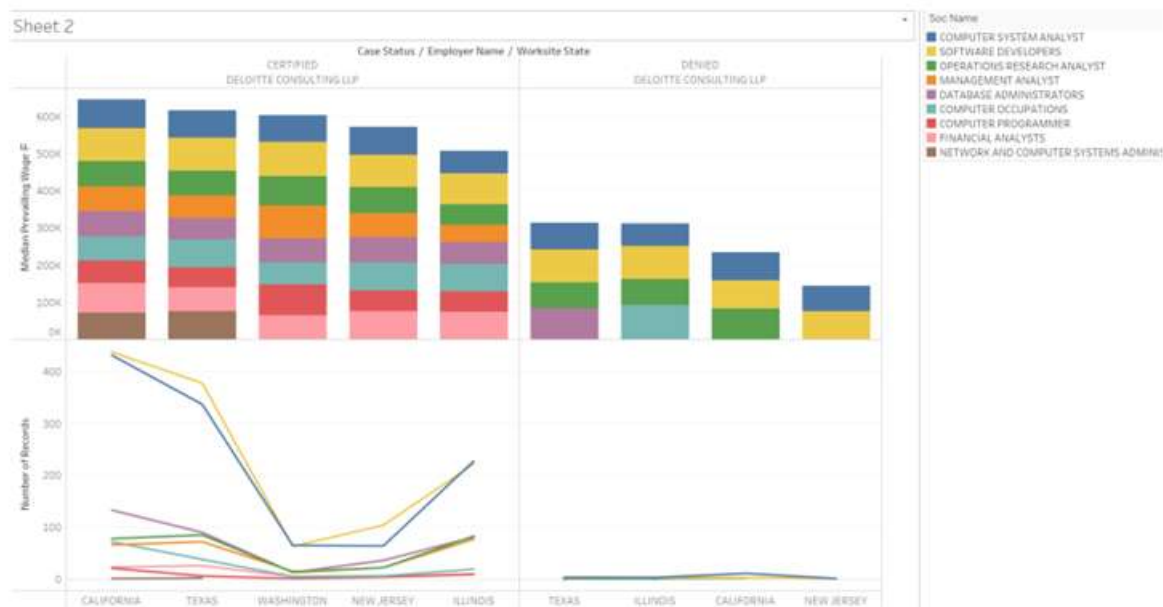 Sheet 2
Case Status / Employer Name / Worksite State
CERTIFIED
DELOITTE CONSULTING LLP
DENIED
DELOITTE CONSULTING LLP
Median Prevailing Wage F
600K
500K
400K
300K
200K
100K
0K
Number of Records
400
300
200
100
0
CALIFORNIA
TEXAS
WASHINGTON
NEW JERSEY
ILLINOIS
TEXAS
ILLINOIS
CALIFORNIA
NEW JERSEY
Soc Name
COMPUTER SYSTEM ANALYST
SOFTWARE DEVELOPERS
OPERATIONS RESEARCH ANALYST
MANAGEMENT ANALYST
DATABASE ADMINISTRATORS
COMPUTER OCCUPATIONS
COMPUTER PROGRAMMER
FINANCIAL ANALYSTS
NETWORK AND COMPUTER SYSTEMS ADMINIS